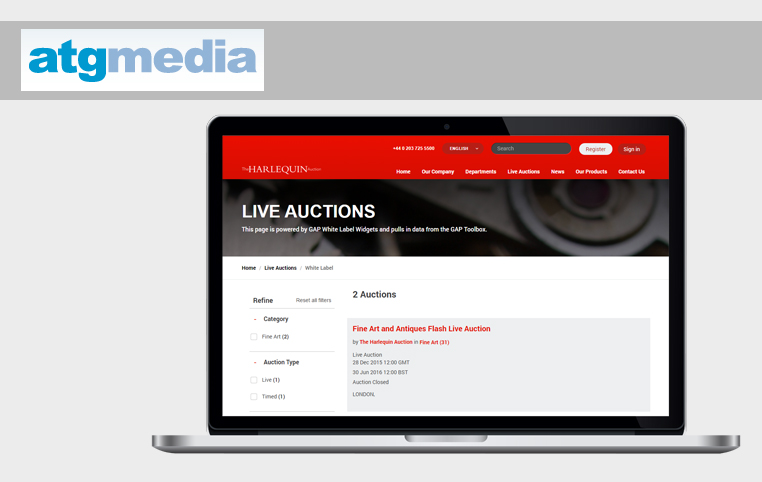 atgmedia
+44 0 203 725 5500
ENGLISH
Search
Register
Sign in
The HARLEQUIN Auction
Home
Our Company
Departments
Live Auctions
News
Our Products
Contact Us
LIVE AUCTIONS
This page is powered by GAP White Label Widgets and pulls in data from the GAP Toolbox.
Home / Live Auctions / White Label
Refine
Reset all filters
- Category
Fine Art (2)
- Auction Type
Live (1)
Timed (1)
2 Auctions
Fine Art and Antiques Flash Live Auction
by The Harlequin Auction in Fine Art (31)
Live Auction
28 Dec 2015 12:00 GMT
30 Jun 2016 12:00 BST
Auction Closed
LONDON,